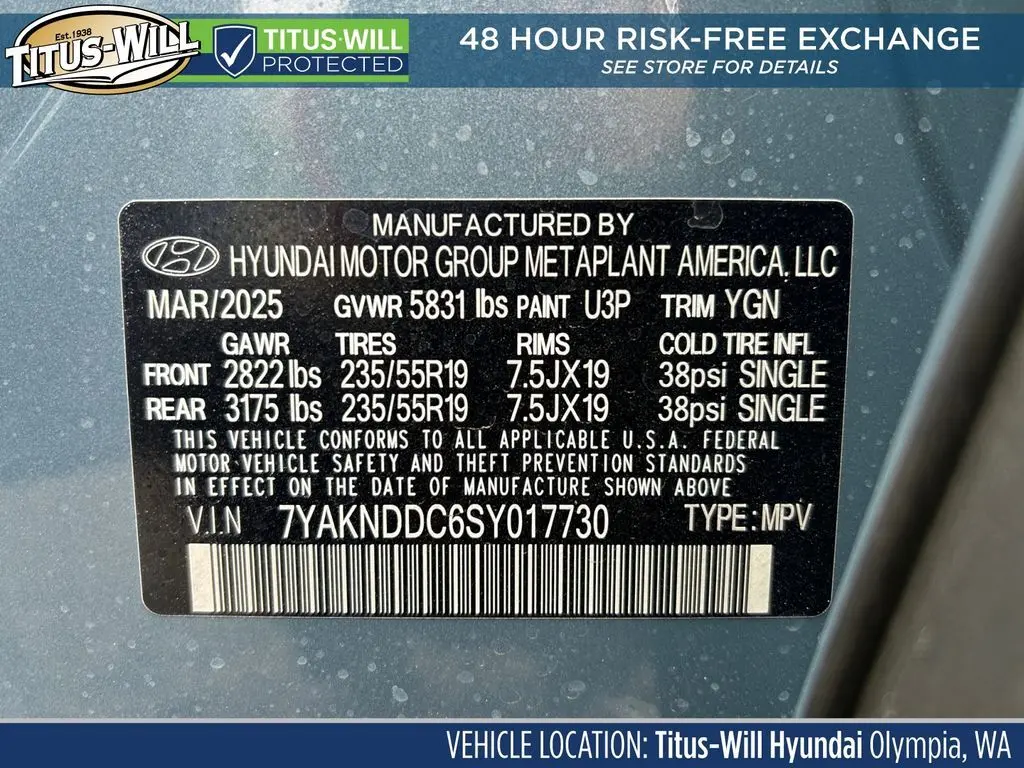 Est. 1938
TITUS-WILL
TITUS-WILL
PROTECTED
48 HOUR RISK-FREE EXCHANGE
SEE STORE FOR DETAILS
MANUFACTURED BY
HYUNDAI MOTOR GROUP METAPLANT AMERICA, LLC
MAR/2025 GVWR 5831 lbs PAINT U3P TRIM YGN
GAWR TIRES RIMS COLD TIRE INFL
FRONT 2822 lbs 235/55R19 7.5JX19 38psi SINGLE
REAR 3175 lbs 235/55R19 7.5JX19 38psi SINGLE
THIS VEHICLE CONFORMS TO ALL APPLICABLE U.S.A. FEDERAL
MOTOR VEHICLE SAFETY AND THEFT PREVENTION STANDARDS
IN EFFECT ON THE DATE OF MANUFACTURE SHOWN ABOVE
V.I.N 7YAKNDDC6SY017730 TYPE: MPV
VEHICLE LOCATION: Titus-Will Hyundai Olympia, WA